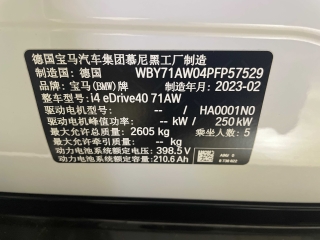 德国宝马汽车集团慕尼黑工厂制造
制造国：德国 WBY71AW04PFP57529
品牌：宝马(BMW)牌 制造年月：2023-02
整车型号：i4 eDrive40 71AW
驱动电机型号：-- / HA0001N0
驱动电机峰值功率：-- kW / 250 kW
最大允许总质量：2605 kg 乘坐人数：5
最大允许牵引质量：-- kg
动力电池系统额定电压：398.5 V
动力电池系统额定容量：210.6 Ah